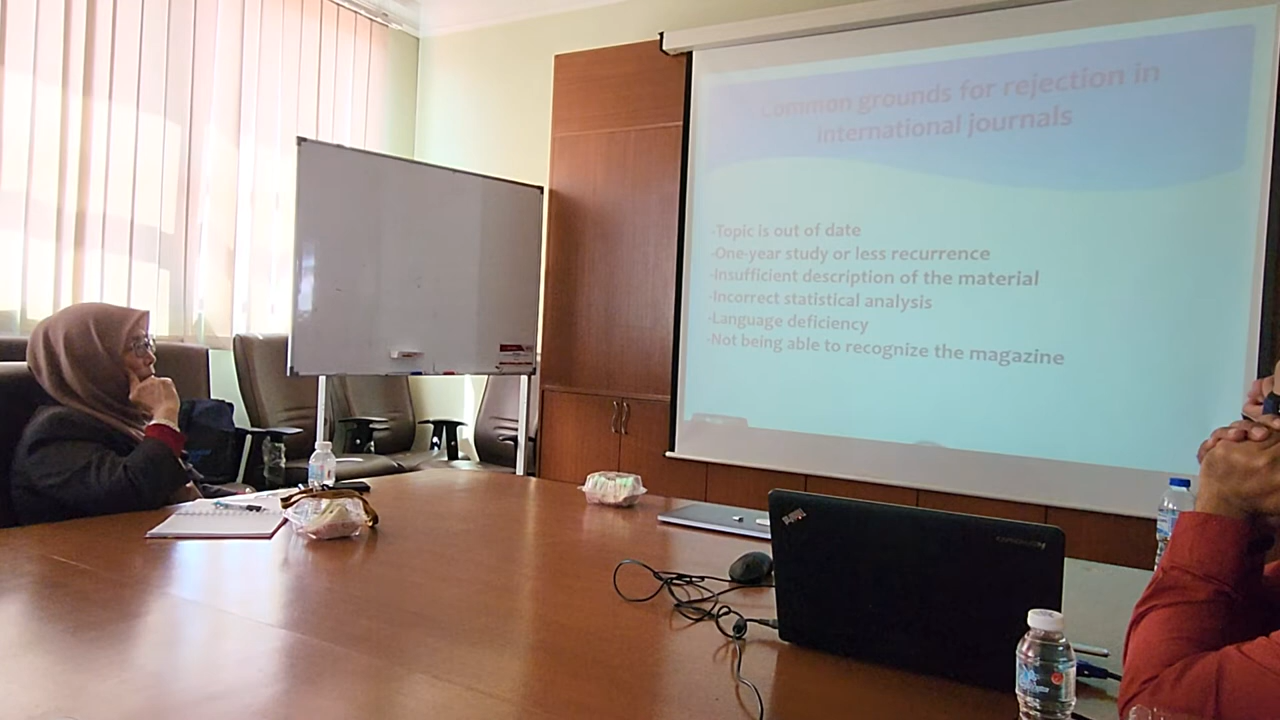 Common grounds for rejection in
international journals
-Topic is out of date
-One-year study or less recurrence
-Insufficient description of the material
-Incorrect statistical analysis
-Language deficiency
-Not being able to recognize the magazine